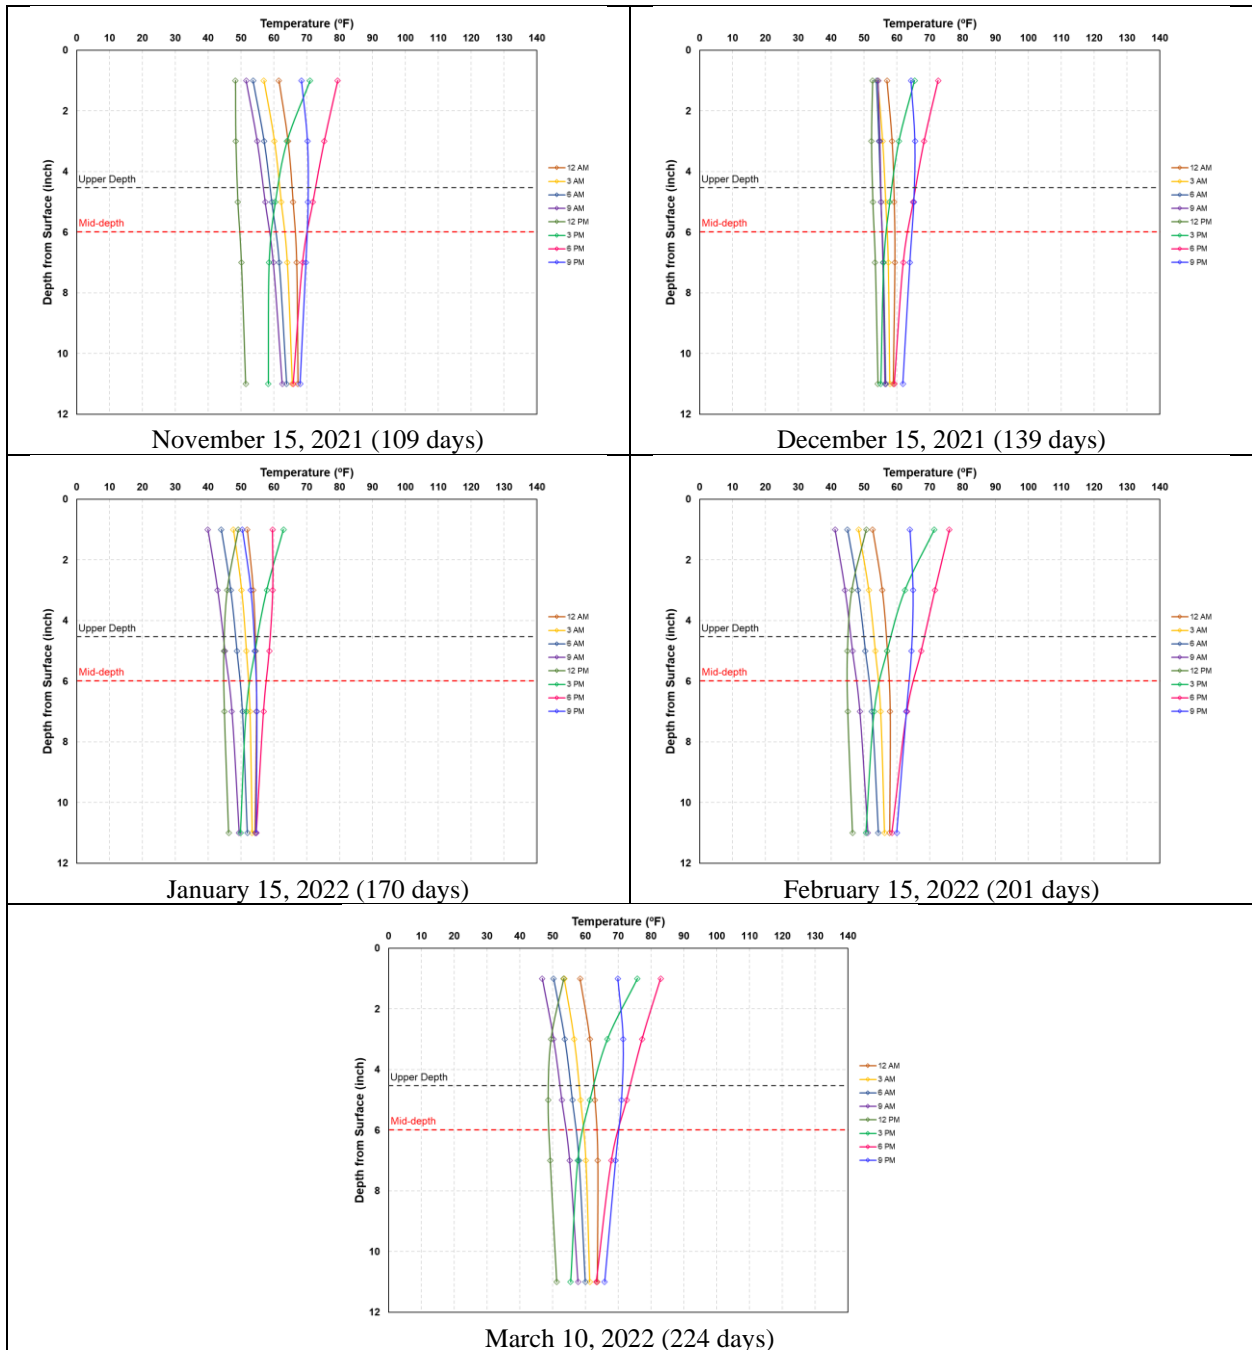 Temperature (ºF)
0 10 20 30 40 50 60 70 80 90 100 110 120 130 140
0
2
4
6
8
10
12
Depth from Surface (inch)
Upper Depth
Mid-depth
12 AM
3 AM
6 AM
9 AM
12 PM
3 PM
6 PM
9 PM
November 15, 2021 (109 days)
Temperature (ºF)
0 10 20 30 40 50 60 70 80 90 100 110 120 130 140
0
2
4
6
8
10
12
Depth from Surface (inch)
Upper Depth
Mid-depth
12 AM
3 AM
6 AM
9 AM
12 PM
3 PM
6 PM
9 PM
December 15, 2021 (139 days)
Temperature (ºF)
0 10 20 30 40 50 60 70 80 90 100 110 120 130 140
0
2
4
6
8
10
12
Depth from Surface (inch)
Upper Depth
Mid-depth
12 AM
3 AM
6 AM
9 AM
12 PM
3 PM
6 PM
9 PM
January 15, 2022 (170 days)
Temperature (ºF)
0 10 20 30 40 50 60 70 80 90 100 110 120 130 140
0
2
4
6
8
10
12
Depth from Surface (inch)
Upper Depth
Mid-depth
12 AM
3 AM
6 AM
9 AM
12 PM
3 PM
6 PM
9 PM
February 15, 2022 (201 days)
Temperature (ºF)
0 10 20 30 40 50 60 70 80 90 100 110 120 130 140
0
2
4
6
8
10
12
Depth from Surface (inch)
Upper Depth
Mid-depth
12 AM
3 AM
6 AM
9 AM
12 PM
3 PM
6 PM
9 PM
March 10, 2022 (224 days)